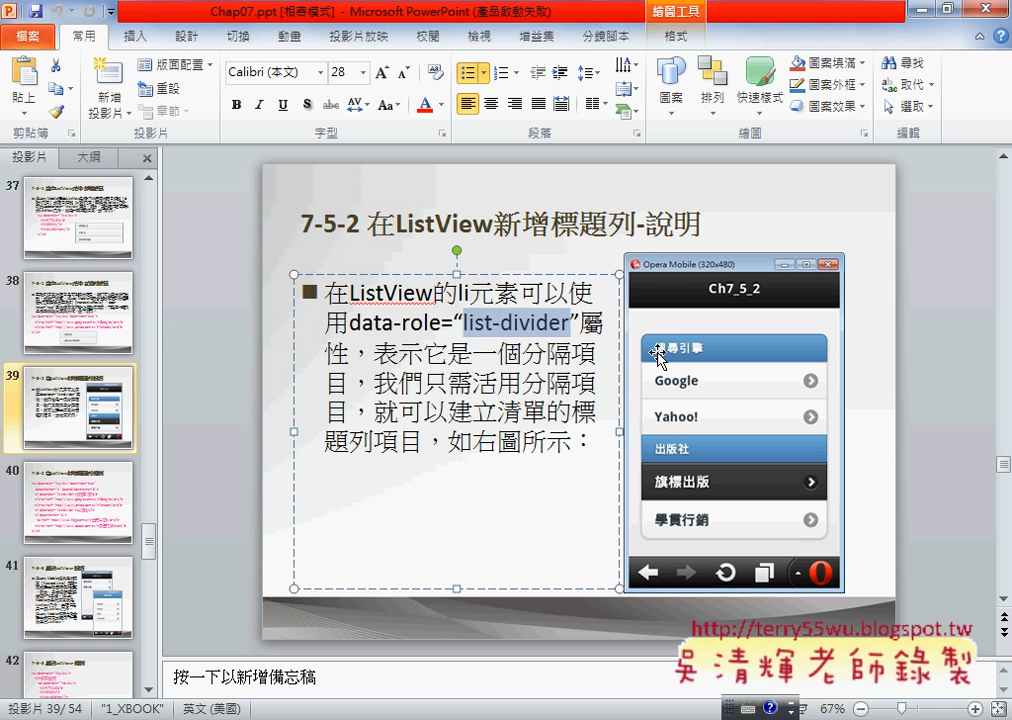 Chap07.ppt [相容模式] - Microsoft PowerPoint (產品啟動失敗)
繪圖工具
檔案 常用 插入 設計 切換 動畫 投影片放映 校閱 檢視 增益集 分鏡腳本 格式
貼上
新增
投影片
版面配置
重設
章節
Calibri (本文) 28
圖案
排列
快速樣式
圖案填滿
圖案外框
圖案效果
尋找
取代
選取
剪貼簿 投影片 字型 段落 繪圖 編輯
投影片 大綱
37
38
39
40
41
42
7-5-2 在ListView新增標題列-說明
在ListView的li元素可以使
用data-role=“list-divider”屬
性，表示它是一個分隔項
目，我們只需活用分隔項
目，就可以建立清單的標
題列項目，如右圖所示：
Opera Mobile (320x480)
Ch7_5_2
搜尋引擎
Google
Yahoo!
出版社
旗標出版
學貫行銷
http://terry55wu.blogspot.tw
吳清輝老師錄製
按一下以新增備忘稿
投影片 39/ 54 "1_XBOOK" 英文 (美國) 67%